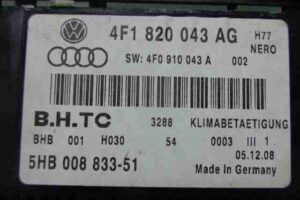 4F1 820 043 AG H77
NERO
SW: 4F0 910 043 A 002
B.H.TC 3288 KLIMABETAETIGUNG
BHB 001 H030 54 0003 III 1
05.12.08
5HB 008 833-51 Made in Germany